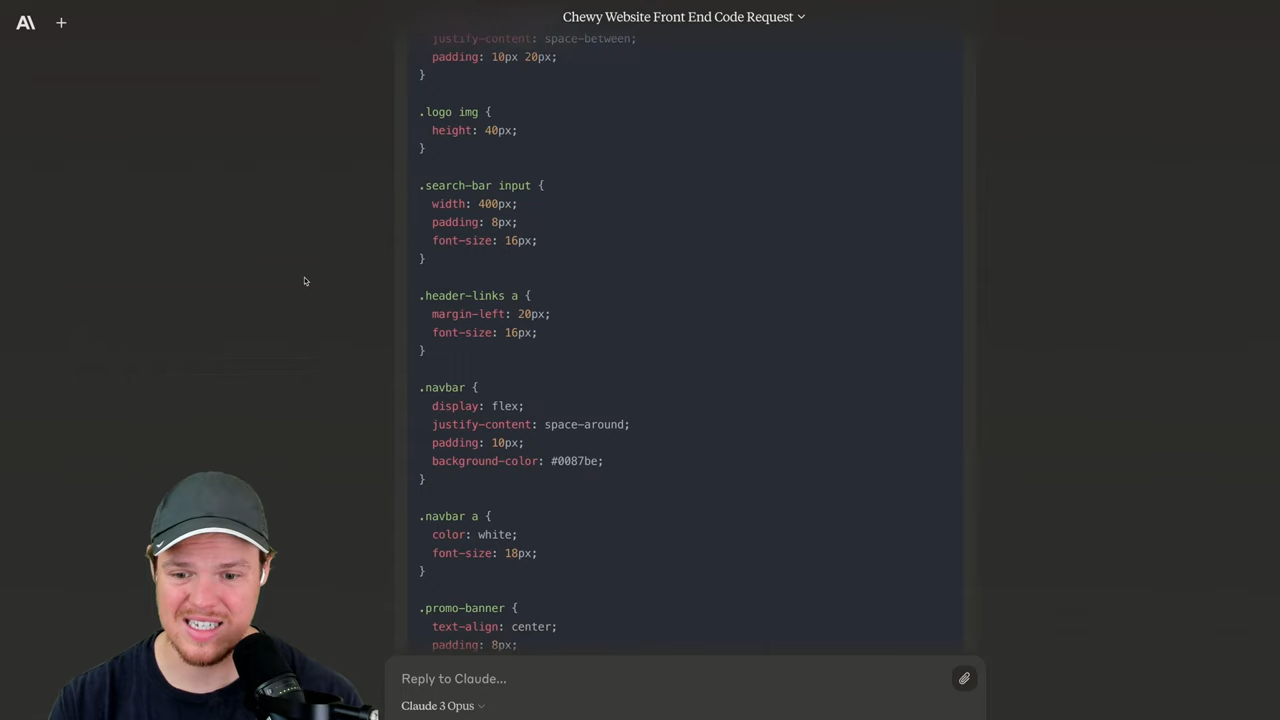 Chewy Website Front End Code Request
justify-content: space-between;
padding: 10px 20px;
}
.logo img {
height: 40px;
}
.search-bar input {
width: 400px;
padding: 8px;
font-size: 16px;
}
.header-links a {
margin-left: 20px;
font-size: 16px;
}
.navbar {
display: flex;
justify-content: space-around;
padding: 10px;
background-color: #0087be;
}
.navbar a {
color: white;
font-size: 18px;
}
.promo-banner {
text-align: center;
padding: 8px;
Reply to Claude...
Claude 3 Opus